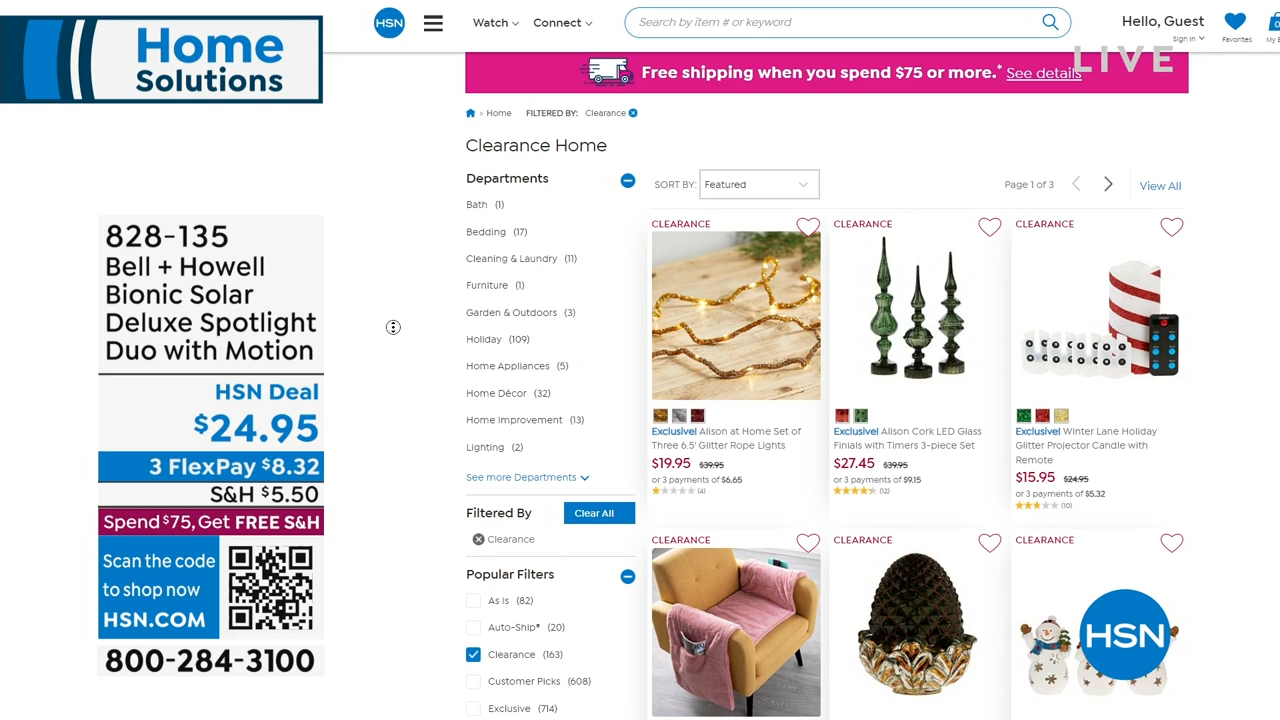 Home
Solutions
828-135
Bell + Howell
Bionic Solar
Deluxe Spotlight
Duo with Motion
HSN Deal
$24.95
3 FlexPay $8.32
S&H $5.50
Spend $75, Get FREE S&H
Scan the code
to shop now
HSN.COM
800-284-3100
HSN
Watch
Connect
Search by item # or keyword
Hello, Guest
Sign In
Favorites
0
LIVE
Free shipping when you spend $75 or more.* See details
> Home FILTERED BY: Clearance
Clearance Home
Departments
Bath (1)
Bedding (17)
Cleaning & Laundry (11)
Furniture (1)
Garden & Outdoors (3)
Holiday (109)
Home Appliances (5)
Home Décor (32)
Home Improvement (13)
Lighting (2)
See more Departments
Filtered By
Clear All
Clearance
Popular Filters
As Is (82)
Auto-Ship® (20)
Clearance (163)
Customer Picks (608)
Exclusive (714)
SORT BY: Featured
Page 1 of 3
View All
CLEARANCE
Exclusive! Alison at Home Set of
Three 6.5' Glitter Rope Lights
$19.95 $39.95
or 3 payments of $6.65
(4)
CLEARANCE
Exclusive! Alison Cork LED Glass
Finials with Timers 3-piece Set
$27.45 $39.95
or 3 payments of $9.15
(12)
CLEARANCE
Exclusive! Winter Lane Holiday
Glitter Projector Candle with
Remote
$15.95 $24.95
or 3 payments of $5.32
(10)
CLEARANCE
CLEARANCE
CLEARANCE
HSN